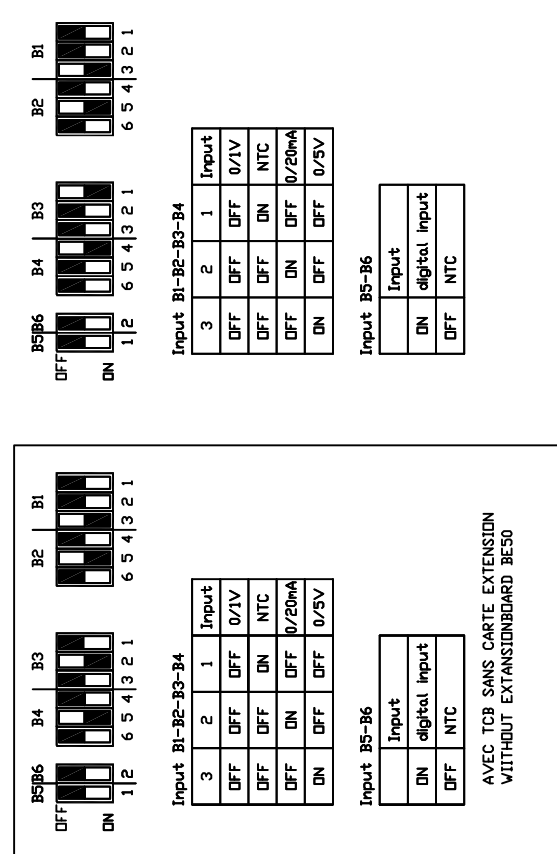 B5B6 B4 B3 B2 B1
OFF
ON
1 2 6 5 4 3 2 1 6 5 4 3 2 1
Input B1-B2-B3-B4
3 2 1 Input
OFF OFF OFF 0/1V
OFF OFF ON NTC
OFF ON OFF 0/20mA
ON OFF OFF 0/5V
Input B5-B6
Input
ON digital input
OFF NTC
AVEC TCB SANS CARTE EXTENSION
WIITHOUT EXTANSIONBOARD BE50
B5B6 B4 B3 B2 B1
OFF
ON
1 2 6 5 4 3 2 1 6 5 4 3 2 1
Input B1-B2-B3-B4
3 2 1 Input
OFF OFF OFF 0/1V
OFF OFF ON NTC
OFF ON OFF 0/20mA
ON OFF OFF 0/5V
Input B5-B6
Input
ON digital input
OFF NTC